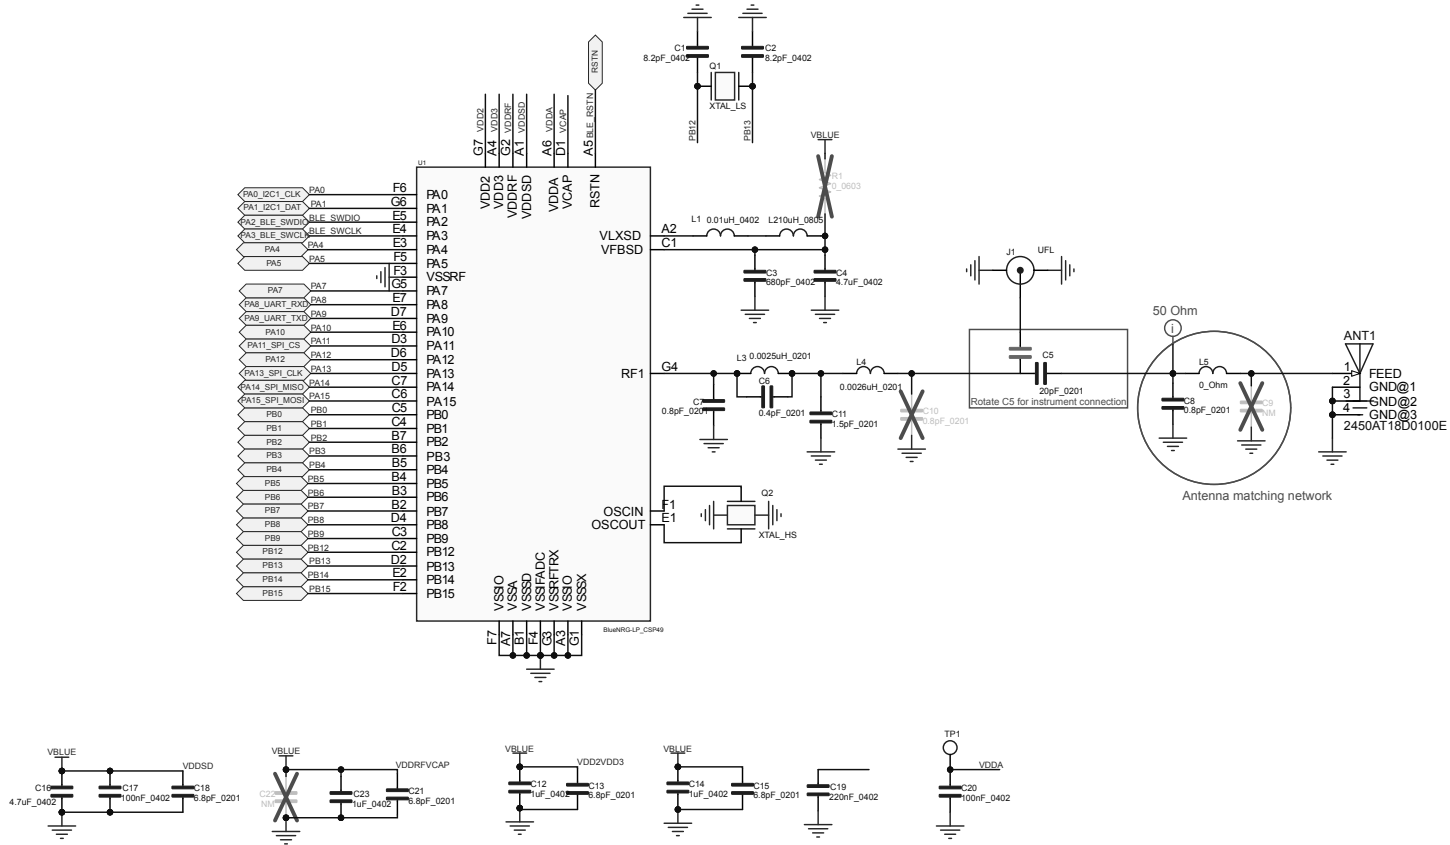 C1
8.2pF_0402
C2
8.2pF_0402
Q1
XTAL_LS
PB12
PB13
RSTN
G7 VDD2
A4 VDD3
G2 VDDRF
A1 VDDSD
A6 VDDA
D1 VCAP
A5 BLE_RSTN
U1
VDD2
VDD3
VDDRF
VDDSD
VDDA
VCAP
RSTN
PA0_I2C1_CLK PA0 F6 PA0
PA1_I2C1_DAT PA1 G6 PA1
PA2_BLE_SWDIO BLE_SWDIO E5 PA2
PA3_BLE_SWCLK BLE_SWCLK E4 PA3
PA4 PA4 E3 PA4
PA5 PA5 F5 PA5
F3 VSSRF
PA7 PA7 G5 PA7
PA8_UART_RXD PA8 E7 PA8
PA9_UART_TXD PA9 D7 PA9
PA10 PA10 E6 PA10
PA11_SPI_CS PA11 D3 PA11
PA12 PA12 D6 PA12
PA13_SPI_CLK PA13 D5 PA13
PA14_SPI_MISO PA14 C7 PA14
PA15_SPI_MOSI PA15 C6 PA15
PB0 PB0 C5 PB0
PB1 PB1 C4 PB1
PB2 PB2 B7 PB2
PB3 PB3 B6 PB3
PB4 PB4 B5 PB4
PB5 PB5 B4 PB5
PB6 PB6 B3 PB6
PB7 PB7 B2 PB7
PB8 PB8 D4 PB8
PB9 PB9 C3 PB9
PB12 PB12 C2 PB12
PB13 PB13 D2 PB13
PB14 PB14 E2 PB14
PB15 PB15 F2 PB15
VLXSD A2
VFBSD C1
RF1 G4
OSCIN F1
OSCOUT E1
VSSIO
VSSA
VSSSD
VSSIFADC
VSSRFTRX
VSSIO
VSSSX
F7
A7
B1
F4
G3
A3
G1
BlueNRG-LP_CSP49
VBLUE
R1
0_0603
L1 0.01uH_0402
L210uH_0805
C3
680pF_0402
C4
4.7uF_0402
J1
UFL
L3 0.0025uH_0201
C6
0.4pF_0201
L4
0.0026uH_0201
C7
0.8pF_0201
C11
1.5pF_0201
C10
0.8pF_0201
C5
20pF_0201
Rotate C5 for instrument connection
50 Ohm
i
L5
0_Ohm
C8
0.8pF_0201
C9
NM
Antenna matching network
ANT1
1 FEED
2 GND@1
3 GND@2
4 GND@3
2450AT18D0100E
Q2
XTAL_HS
VBLUE
VDDSD
C16
4.7uF_0402
C17
100nF_0402
C18
6.8pF_0201
VBLUE
VDDRFVCAP
C22
NM
C23
1uF_0402
C21
6.8pF_0201
VBLUE
VDD2VDD3
C12
1uF_0402
C13
6.8pF_0201
VBLUE
C14
1uF_0402
C15
6.8pF_0201
C19
220nF_0402
TP1
VDDA
C20
100nF_0402